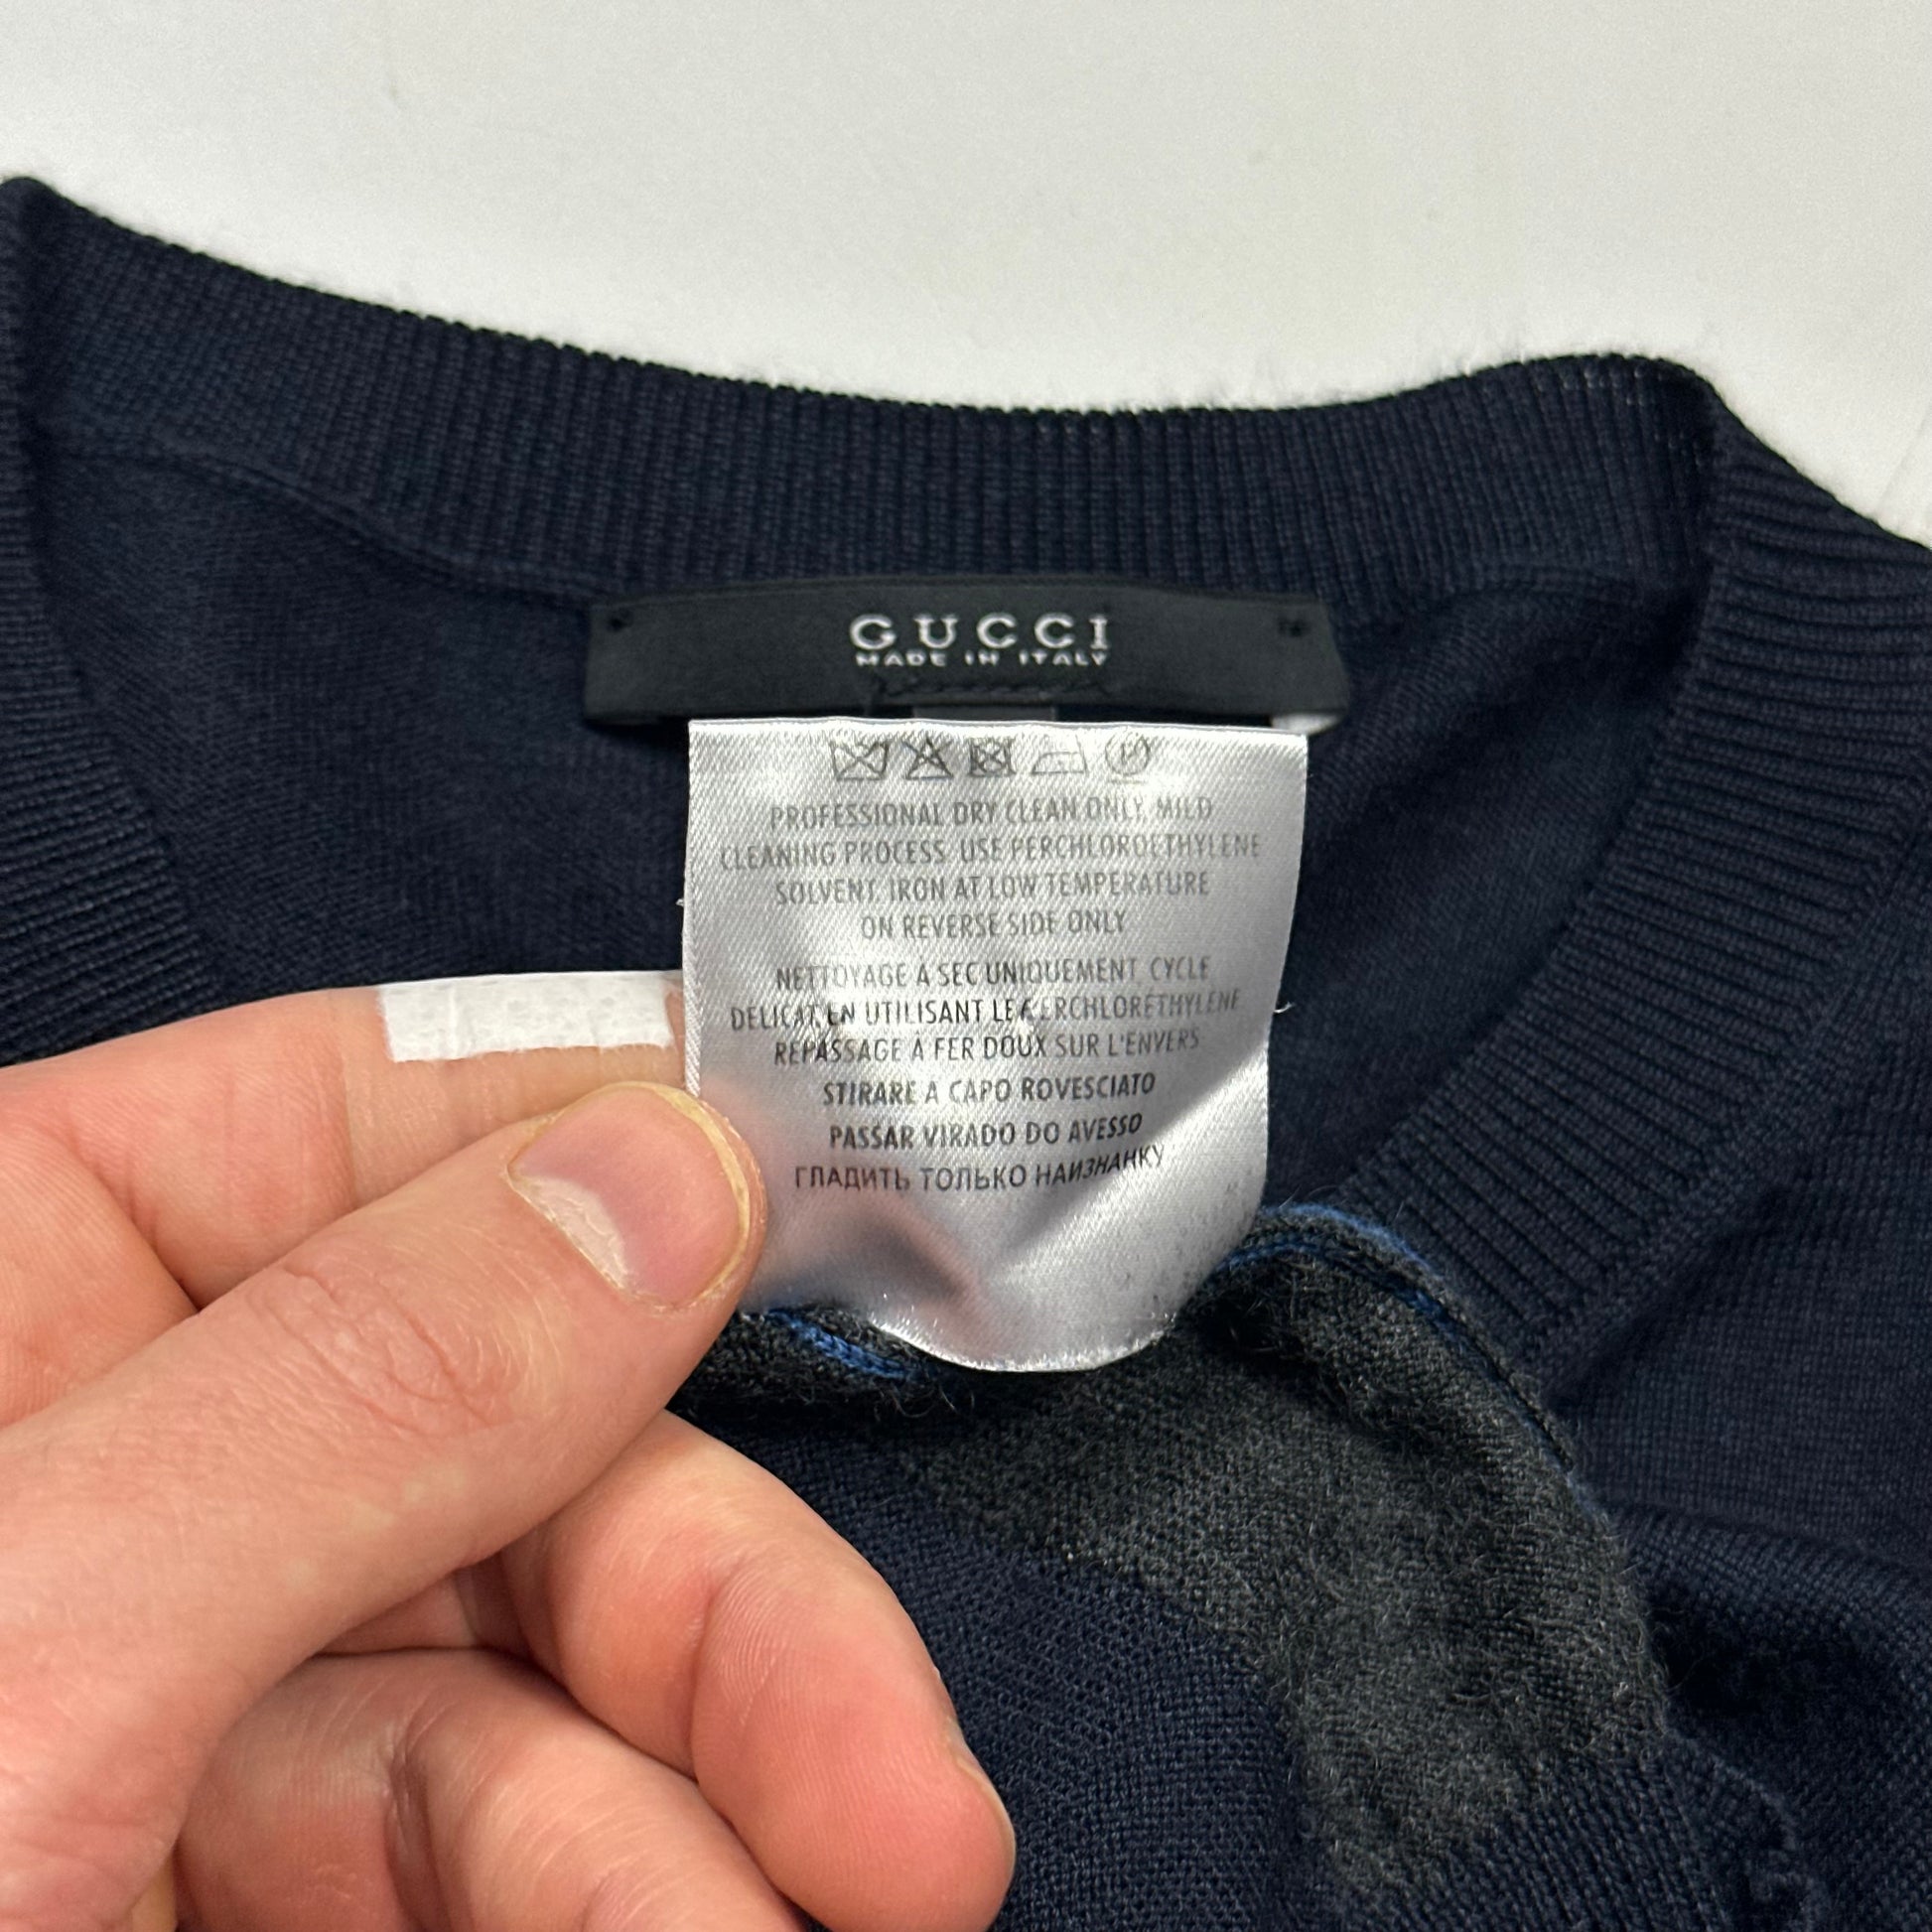 GUCCI
MADE IN ITALY
PROFESSIONAL DRY CLEAN ONLY, MILD
CLEANING PROCESS. USE PERCHLOROETHYLENE
SOLVENT. IRON AT LOW TEMPERATURE
ON REVERSE SIDE ONLY
NETTOYAGE À SEC UNIQUEMENT, CYCLE
DELICAT, EN UTILISANT LE PERCHLORÉTHYLÈNE
REPASSAGE À FER DOUX SUR L'ENVERS
STIRARE A CAPO ROVESCIATO
PASSAR VIRADO DO AVESSO
ГЛАДИТЬ ТОЛЬКО НАИЗНАНКУ